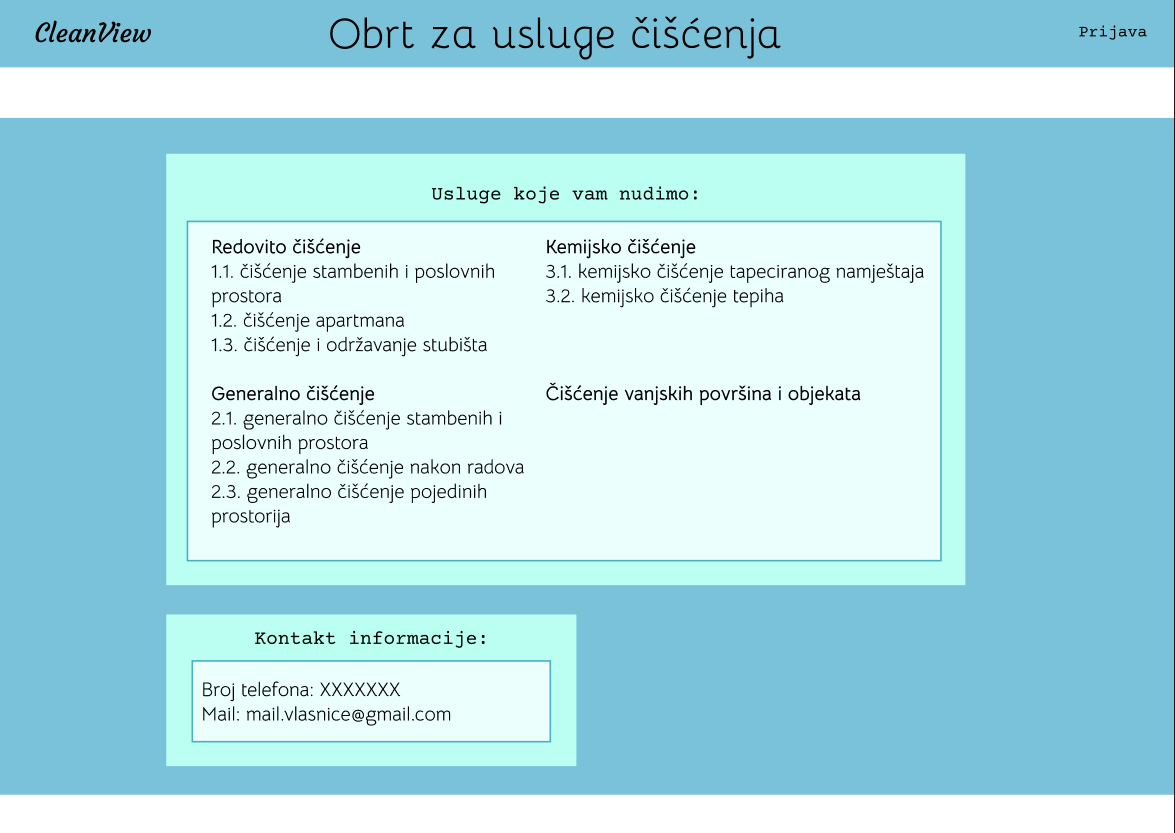 CleanView
Obrt za usluge čišćenja
Prijava
Usluge koje vam nudimo:
Redovito čišćenje
1.1. čišćenje stambenih i poslovnih
prostora
1.2. čišćenje apartmana
1.3. čišćenje i održavanje stubišta
Generalno čišćenje
2.1. generalno čišćenje stambenih i
poslovnih prostora
2.2. generalno čišćenje nakon radova
2.3. generalno čišćenje pojedinih
prostorija
Kemijsko čišćenje
3.1. kemijsko čišćenje tapeciranog namještaja
3.2. kemijsko čišćenje tepiha
Čišćenje vanjskih površina i objekata
Kontakt informacije:
Broj telefona: XXXXXXX
Mail: mail.vlasnice@gmail.com